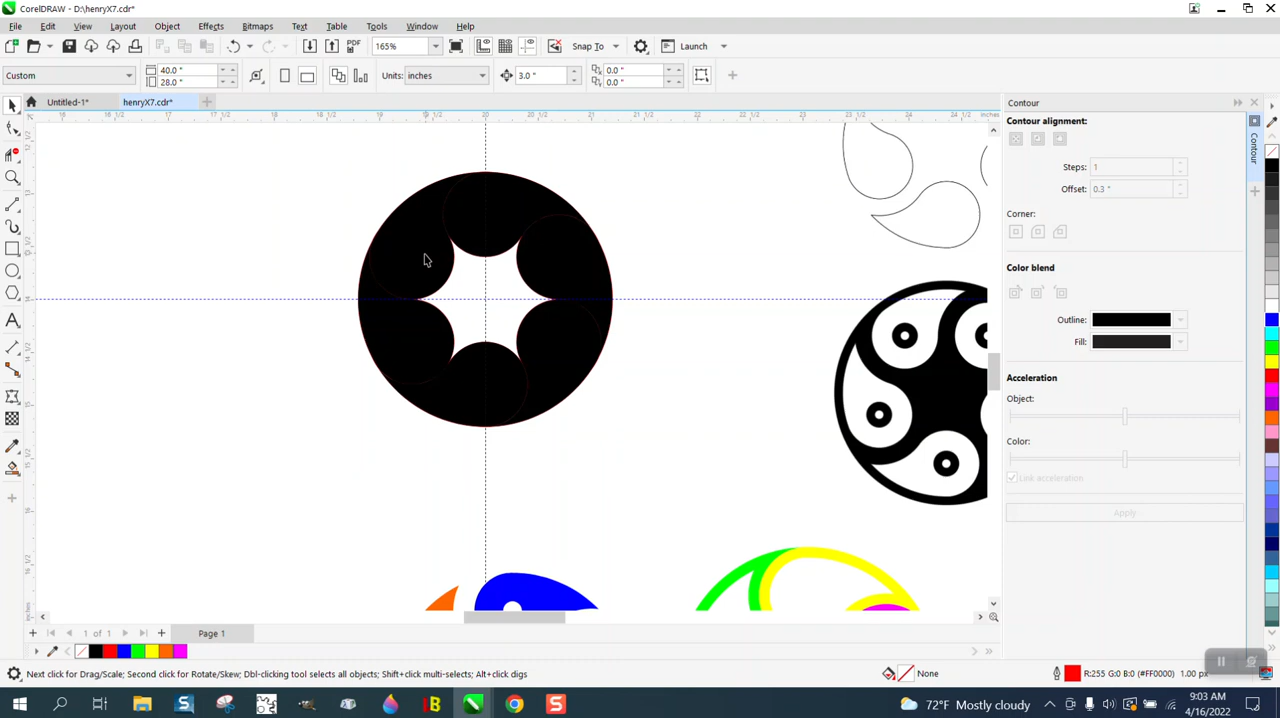 CorelDRAW - D:\henryX7.cdr*
File Edit View Layout Object Effects Bitmaps Text Table Tools Window Help
PDF 165% Snap To Launch
Custom 40.0 " 28.0 " Units: inches 3.0 " 0.0 " 0.0 "
Untitled-1* henryX7.cdr*
inches
Contour
Contour alignment:
Steps: 1
Offset: 0.3 "
Corner:
Color blend
Outline:
Fill:
Acceleration
Object:
Color:
Link acceleration
Apply
Contour
1 of 1 Page 1
Next click for Drag/Scale; Second click for Rotate/Skew; Dbl-clicking tool selects all objects; Shift+click multi-selects; Alt+click digs
None R:255 G:0 B:0 (#FF0000) 1.00 px
72°F Mostly cloudy
9:03 AM
4/16/2022